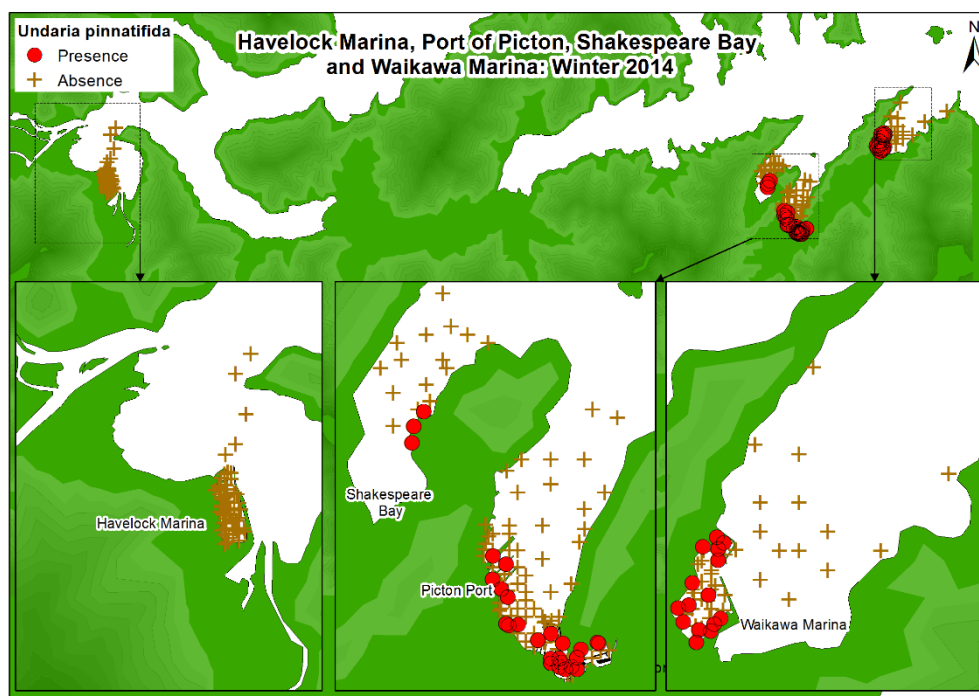 Undaria pinnatifida
Presence
Absence
Havelock Marina, Port of Picton, Shakespeare Bay
and Waikawa Marina: Winter 2014
N
Havelock Marina
Shakespeare
Bay
Picton Port
Waikawa Marina